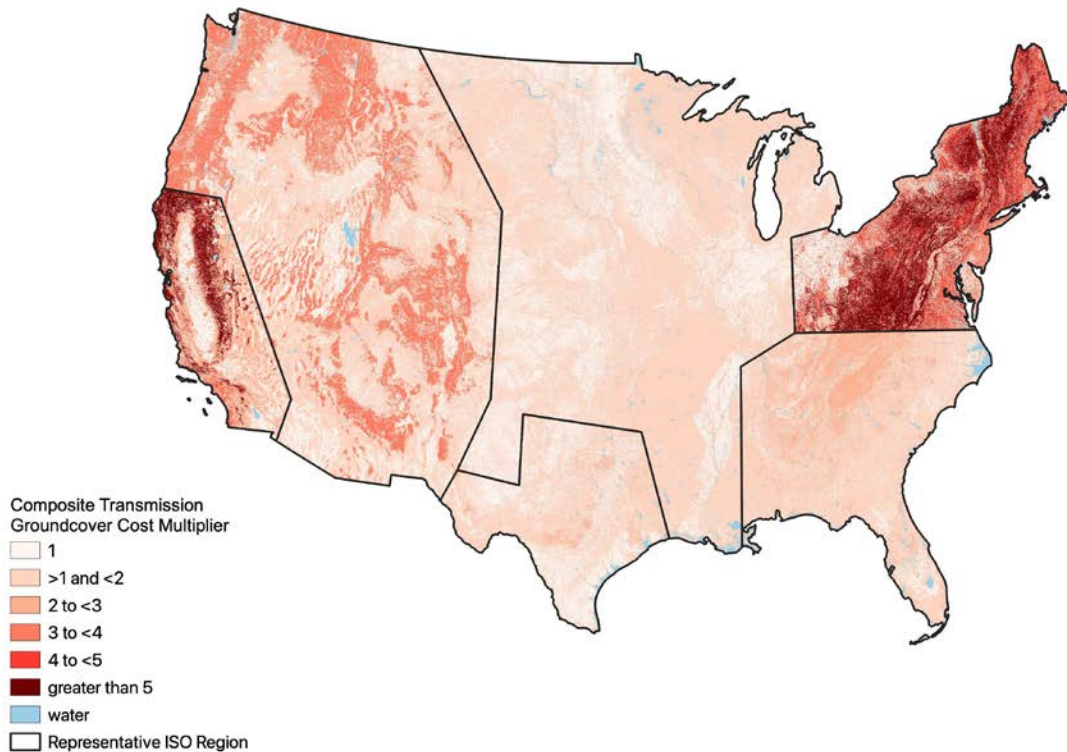 Composite Transmission
Groundcover Cost Multiplier
1
>1 and <2
2 to <3
3 to <4
4 to <5
greater than 5
water
Representative ISO Region